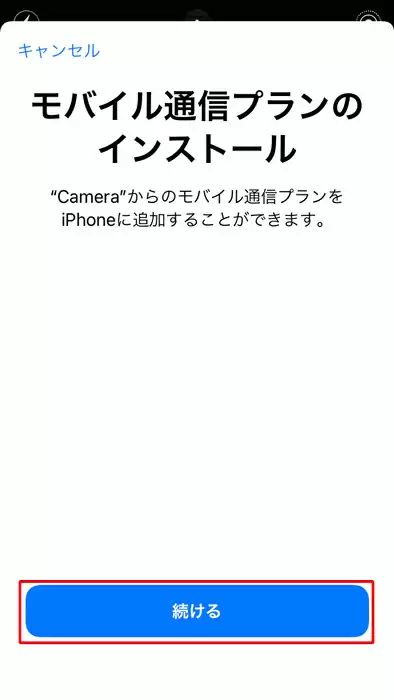 キャンセル
モバイル通信プランの
インストール
“Camera”からのモバイル通信プランを
iPhoneに追加することができます。
続ける